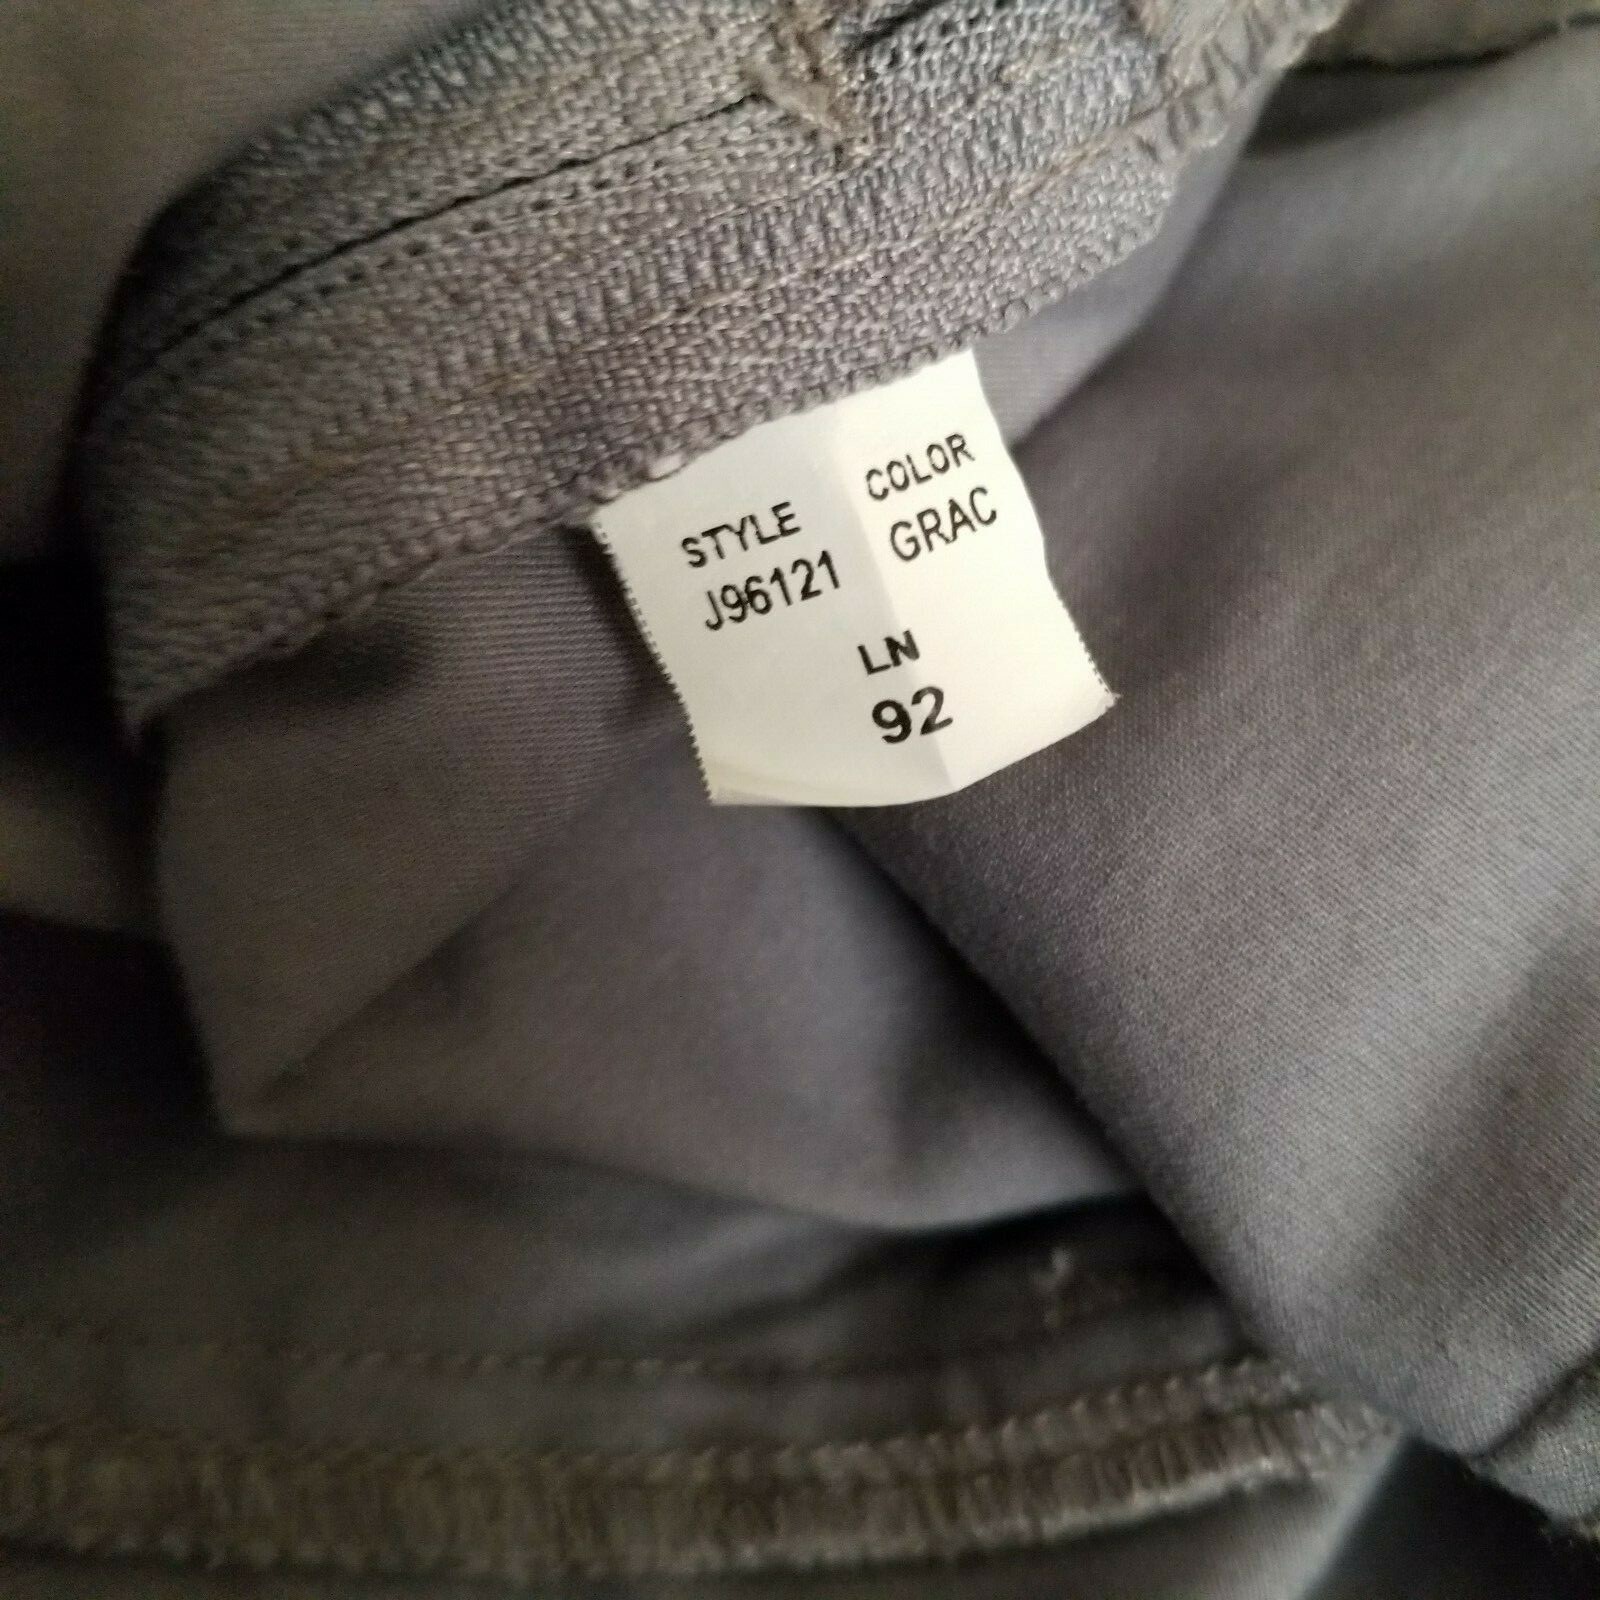 STYLE COLOR
J96121 GRAC
LN
92